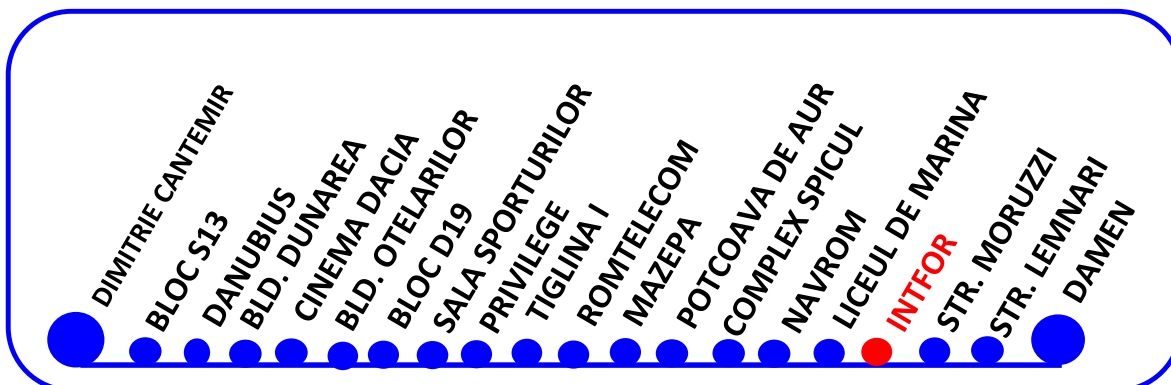 DIMITRIE CANTEMIR
BLOC S13
DANUBIUS
BLD. DUNAREA
CINEMA DACIA
BLD. OTELARILOR
BLOC D19
SALA SPORTURILOR
PRIVILEGE
TIGLINA I
ROMTELECOM
MAZEPA
POTCOAVA DE AUR
COMPLEX SPICUL
NAVROM
LICEUL DE MARINA
INTFOR
STR. MORUZZI
STR. LEMNARI
DAMEN